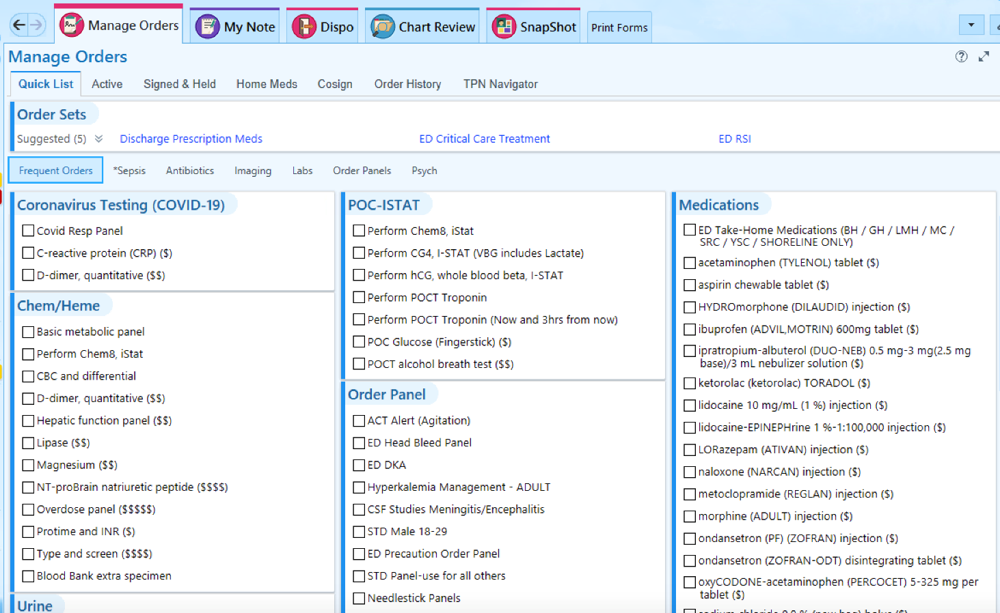 Manage Orders
My Note
Dispo
Chart Review
SnapShot
Print Forms
Manage Orders
Quick List
Active
Signed & Held
Home Meds
Cosign
Order History
TPN Navigator
Order Sets
Suggested (5)
Discharge Prescription Meds
ED Critical Care Treatment
ED RSI
Frequent Orders
*Sepsis
Antibiotics
Imaging
Labs
Order Panels
Psych
Coronavirus Testing (COVID-19)
Covid Resp Panel
C-reactive protein (CRP) ($)
D-dimer, quantitative ($$)
Chem/Heme
Basic metabolic panel
Perform Chem8, iStat
CBC and differential
D-dimer, quantitative ($$)
Hepatic function panel ($$)
Lipase ($$)
Magnesium ($$)
NT-proBrain natriuretic peptide ($$$$)
Overdose panel ($$$$$)
Protime and INR ($)
Type and screen ($$$$)
Blood Bank extra specimen
Urine
POC-ISTAT
Perform Chem8, iStat
Perform CG4, I-STAT (VBG includes Lactate)
Perform hCG, whole blood beta, I-STAT
Perform POCT Troponin
Perform POCT Troponin (Now and 3hrs from now)
POC Glucose (Fingerstick) ($)
POCT alcohol breath test ($$)
Order Panel
ACT Alert (Agitation)
ED Head Bleed Panel
ED DKA
Hyperkalemia Management - ADULT
CSF Studies Meningitis/Encephalitis
STD Male 18-29
ED Precaution Order Panel
STD Panel-use for all others
Needlestick Panels
Medications
ED Take-Home Medications (BH / GH / LMH / MC /
SRC / YSC / SHORELINE ONLY)
acetaminophen (TYLENOL) tablet ($)
aspirin chewable tablet ($)
HYDROmorphone (DILAUDID) injection ($)
ibuprofen (ADVIL,MOTRIN) 600mg tablet ($)
ipratropium-albuterol (DUO-NEB) 0.5 mg-3 mg(2.5 mg
base)/3 mL nebulizer solution ($)
ketorolac (ketorolac) TORADOL ($)
lidocaine 10 mg/mL (1 %) injection ($)
lidocaine-EPINEPHrine 1 %-1:100,000 injection ($)
LORazepam (ATIVAN) injection ($)
naloxone (NARCAN) injection ($)
metoclopramide (REGLAN) injection ($)
morphine (ADULT) injection ($)
ondansetron (PF) (ZOFRAN) injection ($)
ondansetron (ZOFRAN-ODT) disintegrating tablet ($)
oxyCODONE-acetaminophen (PERCOCET) 5-325 mg per
tablet ($)